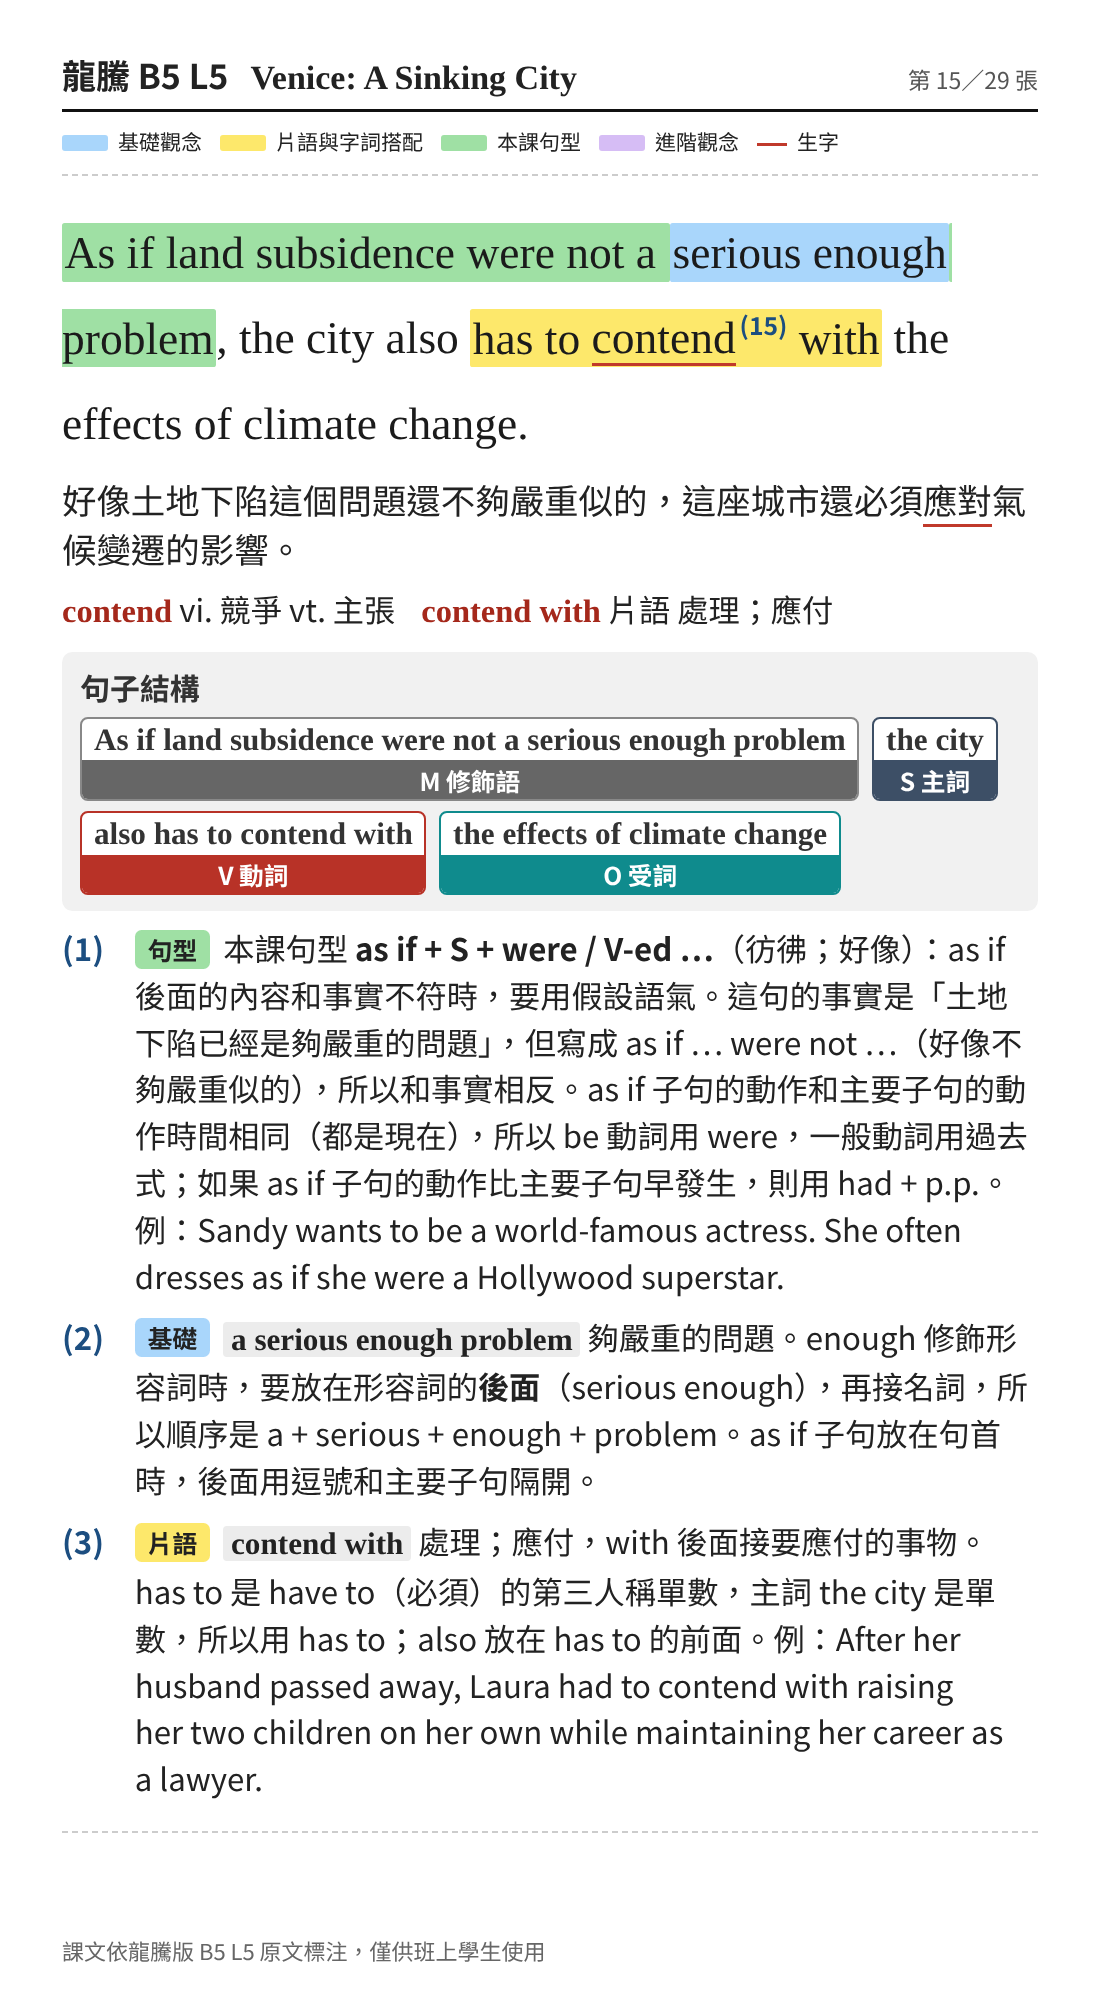 龍騰 B5 L5 Venice: A Sinking City 第 15／29 張
基礎觀念 片語與字詞搭配 本課句型 進階觀念 生字
As if land subsidence were not a serious enough
problem, the city also has to contend(15) with the
effects of climate change.
好像土地下陷這個問題還不夠嚴重似的，這座城市還必須應對氣
候變遷的影響。
contend vi. 競爭 vt. 主張 contend with 片語 處理；應付
句子結構
As if land subsidence were not a serious enough problem the city
M 修飾語 S 主詞
also has to contend with the effects of climate change
V 動詞 O 受詞
(1) 句型 本課句型 as if + S + were / V-ed …（彷彿；好像）：as if
後面的內容和事實不符時，要用假設語氣。這句的事實是「土地
下陷已經是夠嚴重的問題」，但寫成 as if … were not …（好像不
夠嚴重似的），所以和事實相反。as if 子句的動作和主要子句的動
作時間相同（都是現在），所以 be 動詞用 were，一般動詞用過去
式；如果 as if 子句的動作比主要子句早發生，則用 had + p.p.。
例：Sandy wants to be a world-famous actress. She often
dresses as if she were a Hollywood superstar.
(2) 基礎 a serious enough problem 夠嚴重的問題。enough 修飾形
容詞時，要放在形容詞的後面（serious enough），再接名詞，所
以順序是 a + serious + enough + problem。as if 子句放在句首
時，後面用逗號和主要子句隔開。
(3) 片語 contend with 處理；應付，with 後面接要應付的事物。
has to 是 have to（必須）的第三人稱單數，主詞 the city 是單
數，所以用 has to；also 放在 has to 的前面。例：After her
husband passed away, Laura had to contend with raising
her two children on her own while maintaining her career as
a lawyer.
課文依龍騰版 B5 L5 原文標注，僅供班上學生使用